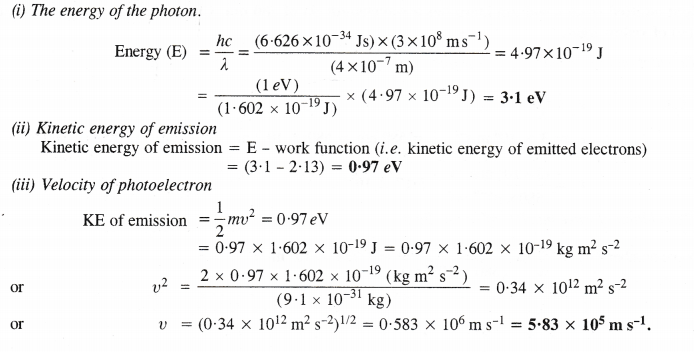 (i) The energy of the photon.
Energy (E) = hc/λ = (6·626 × 10⁻³⁴ Js) × (3 × 10⁸ ms⁻¹) / (4 × 10⁻⁷ m) = 4·97 × 10⁻¹⁹ J
= (1 eV) / (1·602 × 10⁻¹⁹ J) × (4·97 × 10⁻¹⁹ J) = 3·1 eV
(ii) Kinetic energy of emission
Kinetic energy of emission = E – work function (i.e. kinetic energy of emitted electrons)
= (3·1 – 2·13) = 0·97 eV
(iii) Velocity of photoelectron
KE of emission = 1/2 mv² = 0·97 eV
= 0·97 × 1·602 × 10⁻¹⁹ J = 0·97 × 1·602 × 10⁻¹⁹ kg m² s⁻²
or v² = 2 × 0·97 × 1·602 × 10⁻¹⁹ (kg m² s⁻²) / (9·1 × 10⁻³¹ kg) = 0·34 × 10¹² m² s⁻²
or v = (0·34 × 10¹² m² s⁻²)^1/2 = 0·583 × 10⁶ m s⁻¹ = 5·83 × 10⁵ m s⁻¹.